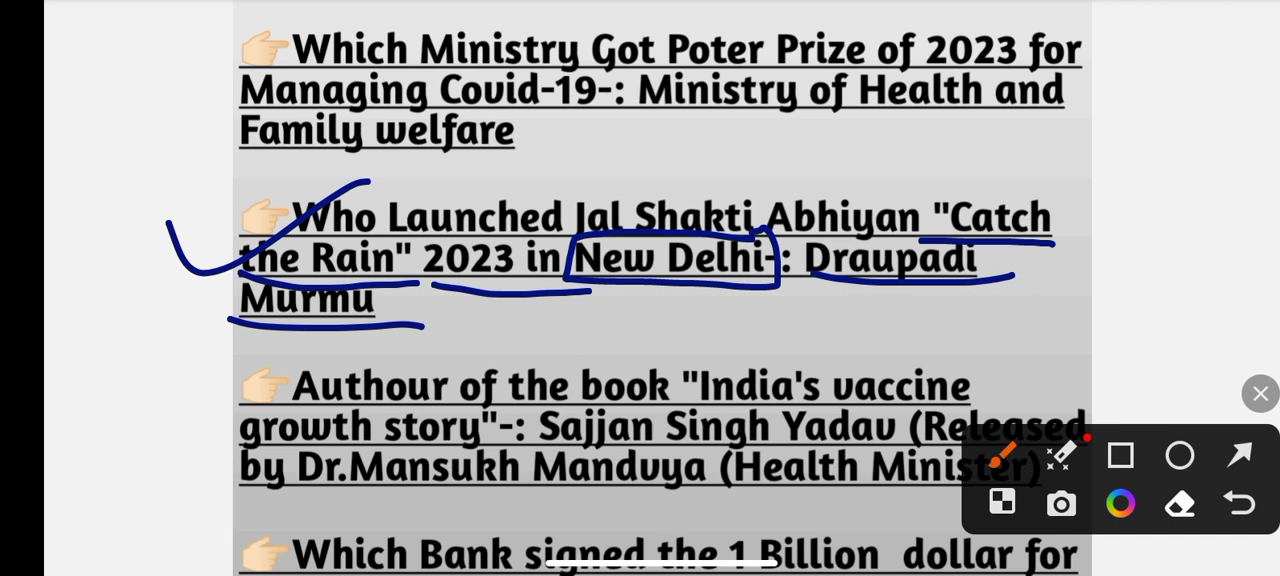 👉🏻Which Ministry Got Poter Prize of 2023 for
Managing Covid-19-: Ministry of Health and
Family welfare
👉🏻Who Launched Jal Shakti Abhiyan "Catch
the Rain" 2023 in New Delhi-: Draupadi
Murmu
👉🏻Authour of the book "India's vaccine
growth story"-: Sajjan Singh Yadav (Released
by Dr.Mansukh Mandvya (Health Minister)
👉🏻Which Bank signed the 1 Billion dollar for